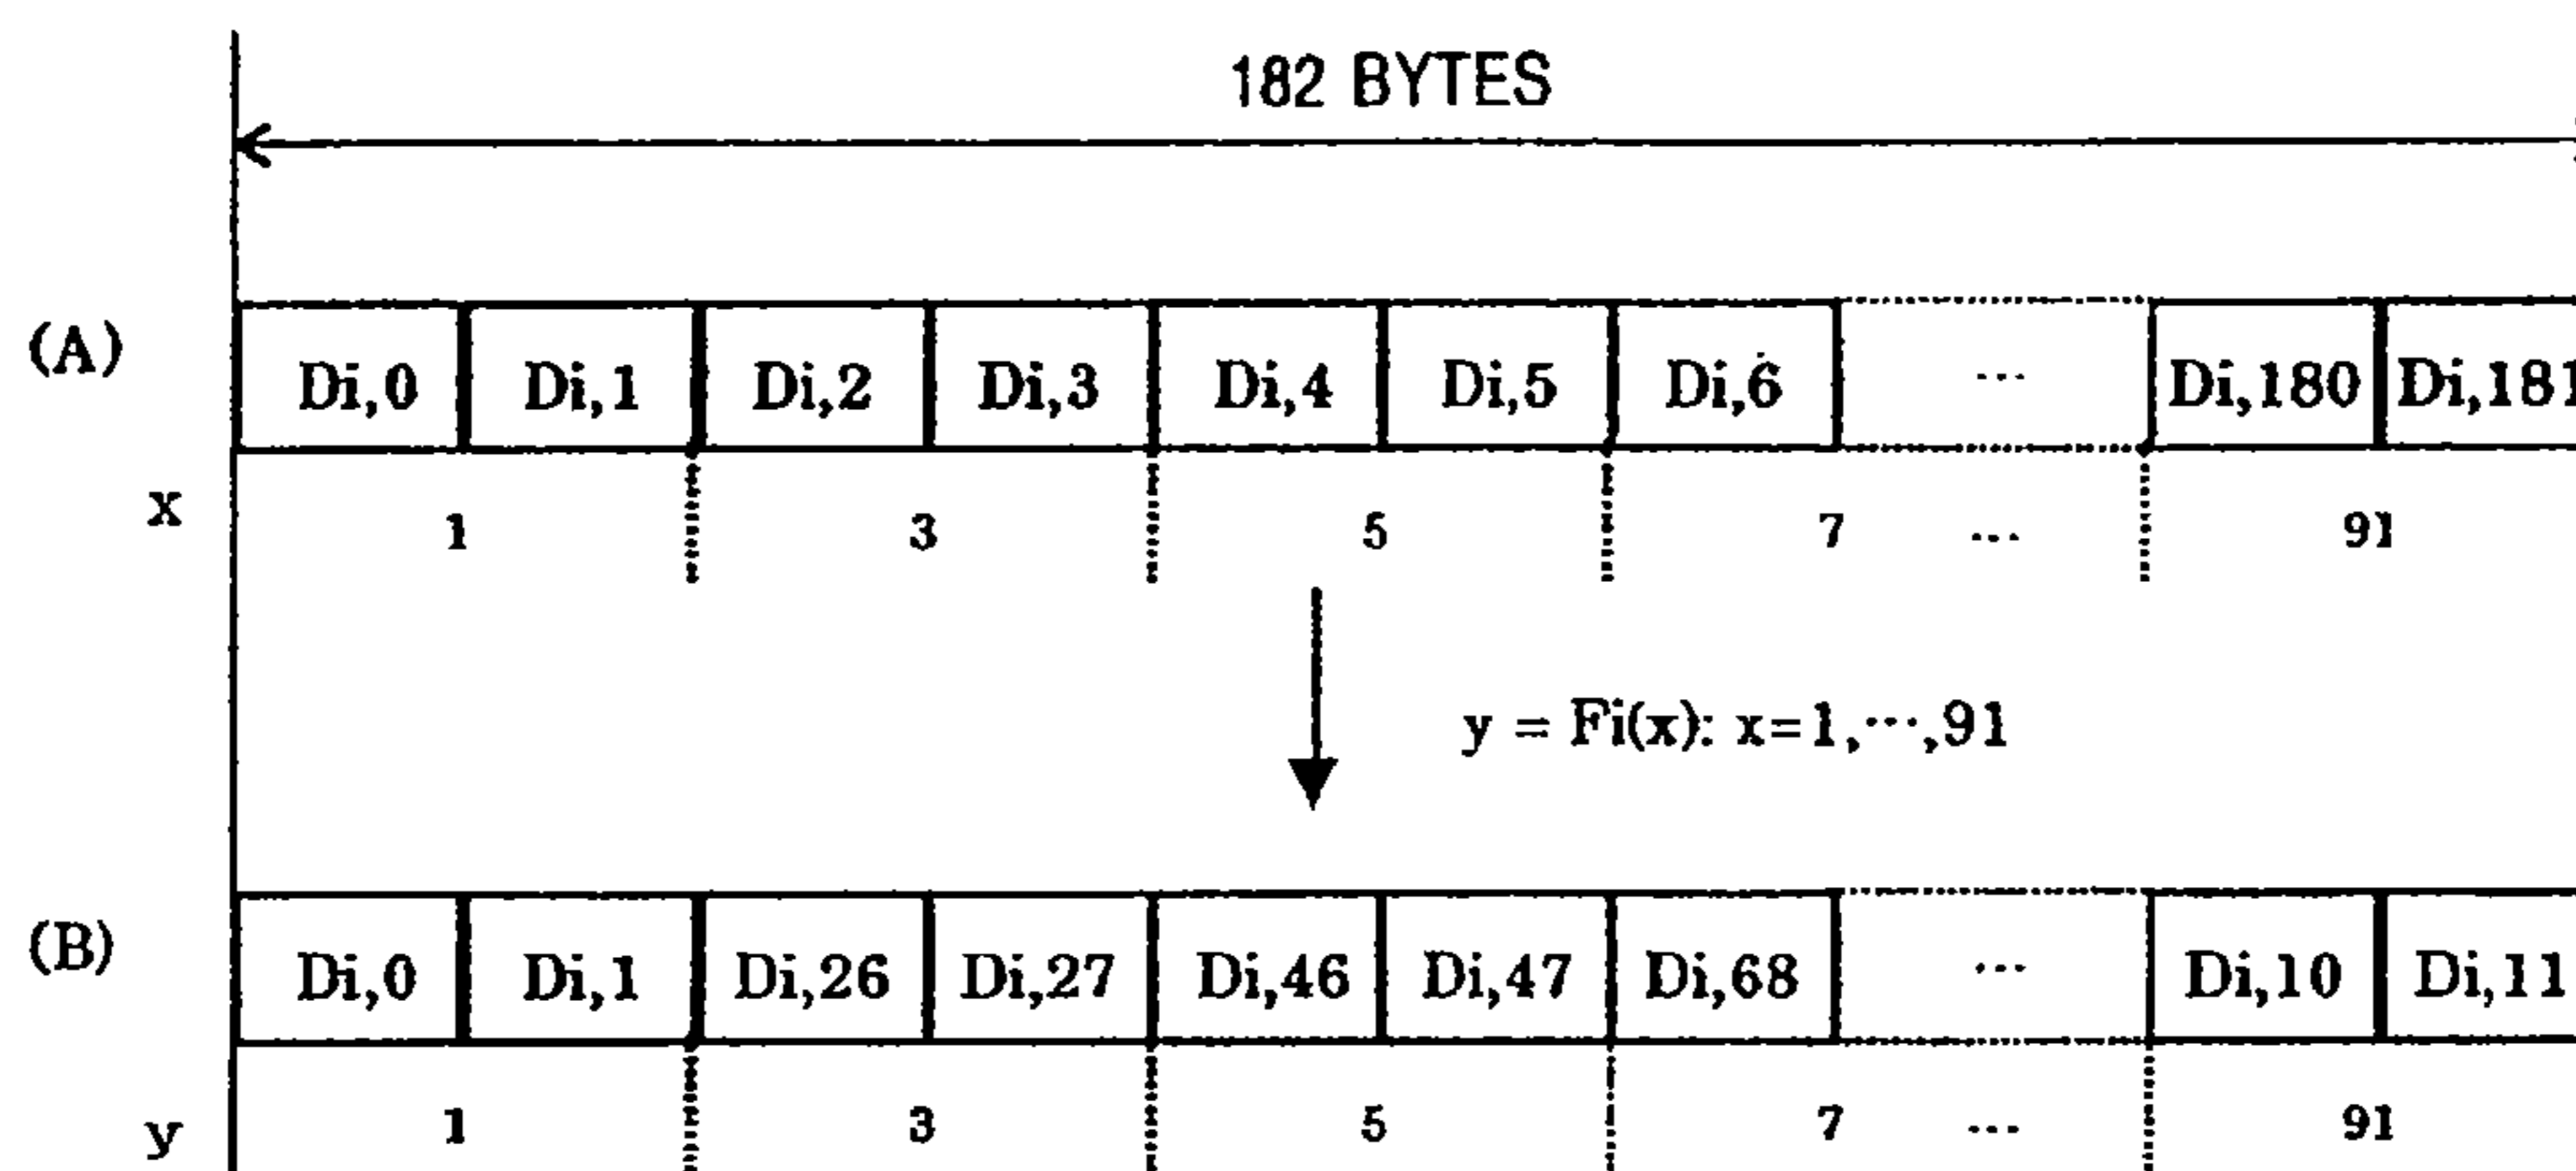 182 BYTES
(A) Di,0 Di,1 Di,2 Di,3 Di,4 Di,5 Di,6 ... Di,180 Di,181
x 1 3 5 7 ... 91
y = Fi(x): x=1,...,91
(B) Di,0 Di,1 Di,26 Di,27 Di,46 Di,47 Di,68 ... Di,10 Di,11
y 1 3 5 7 ... 91